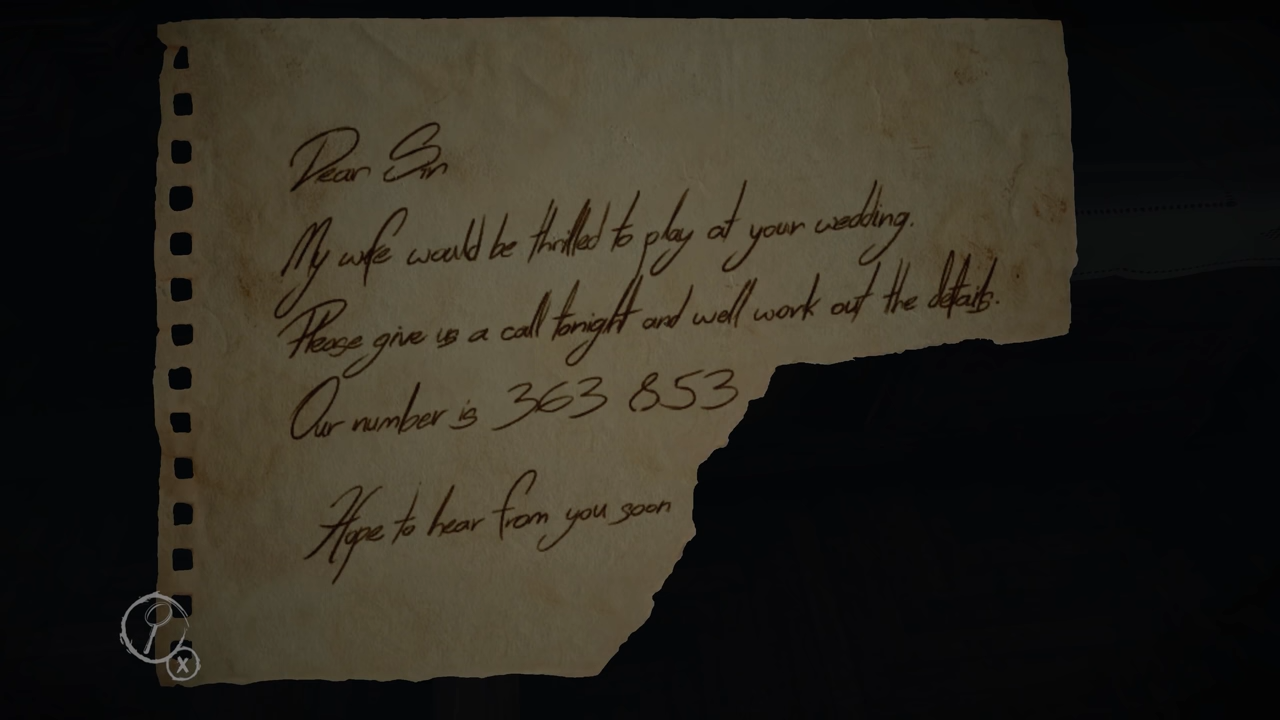 Dear Sir
My wife would be thrilled to play at your wedding.
Please give us a call tonight and well work out the details.
Our number is 363 853
Hope to hear from you soon
X